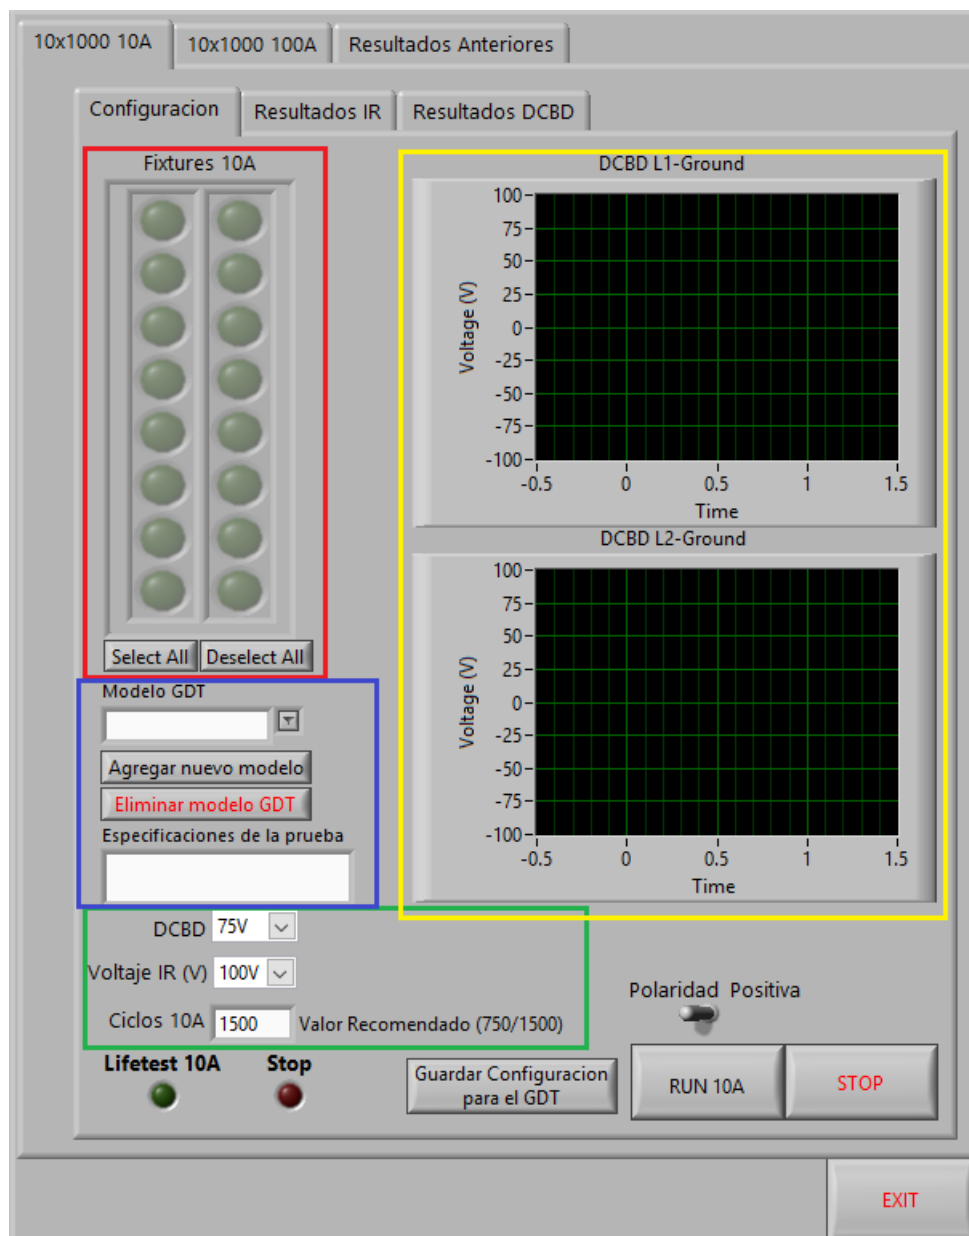 10x1000 10A
10x1000 100A
Resultados Anteriores
Configuracion
Resultados IR
Resultados DCBD
Fixtures 10A
Select All
Deselect All
Modelo GDT
Agregar nuevo modelo
Eliminar modelo GDT
Especificaciones de la prueba
DCBD 75V
Voltaje IR (V) 100V
Ciclos 10A 1500 Valor Recomendado (750/1500)
Lifetest 10A
Stop
DCBD L1-Ground
Voltage (V)
100
75
50
25
0
-25
-50
-75
-100
-0.5 0 0.5 1 1.5
Time
DCBD L2-Ground
Voltage (V)
100
75
50
25
0
-25
-50
-75
-100
-0.5 0 0.5 1 1.5
Time
Polaridad Positiva
Guardar Configuracion
para el GDT
RUN 10A
STOP
EXIT